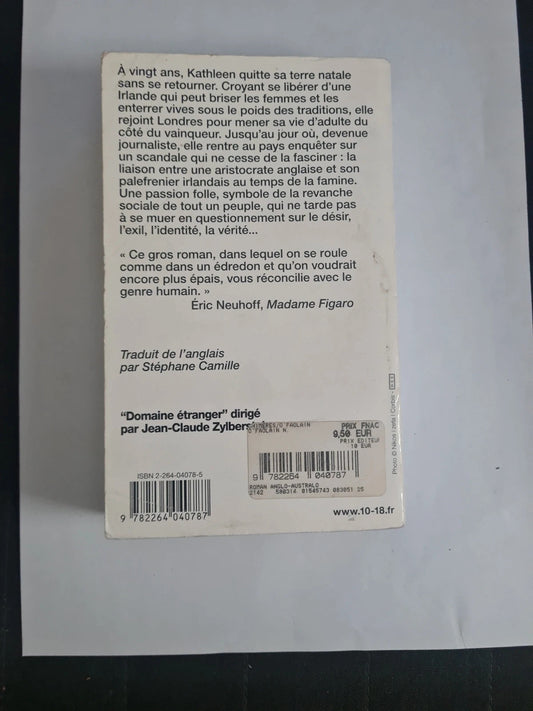 À vingt ans, Kathleen quitte sa terre natale
sans se retourner. Croyant se libérer d'une
Irlande qui peut briser les femmes et les
enterrer vives sous le poids des traditions, elle
rejoint Londres pour mener sa vie d'adulte du
côté du vainqueur. Jusqu'au jour où, devenue
journaliste, elle rentre au pays enquêter sur
un scandale qui ne cesse de la fasciner : la
liaison entre une aristocrate anglaise et son
palefrenier irlandais au temps de la famine.
Une passion folle, symbole de la revanche
sociale de tout un peuple, qui ne tarde pas
à se muer en questionnement sur le désir,
l'exil, l'identité, la vérité...
« Ce gros roman, dans lequel on se roule
comme dans un édredon et qu'on voudrait
encore plus épais, vous réconcilie avec le
genre humain. »
Éric Neuhoff, Madame Figaro
Traduit de l'anglais
par Stéphane Camille
"Domaine étranger" dirigé
par Jean-Claude Zylbers
O'FAOLAIN N.
PRIX FNAC
9,50 EUR
PRIX EDITEUR
10 EUR
9 782264 040787
ROMAN ANGLO-AUSTRALO
ISBN 2-264-04078-5
9 782264 040787
www.10-18.fr